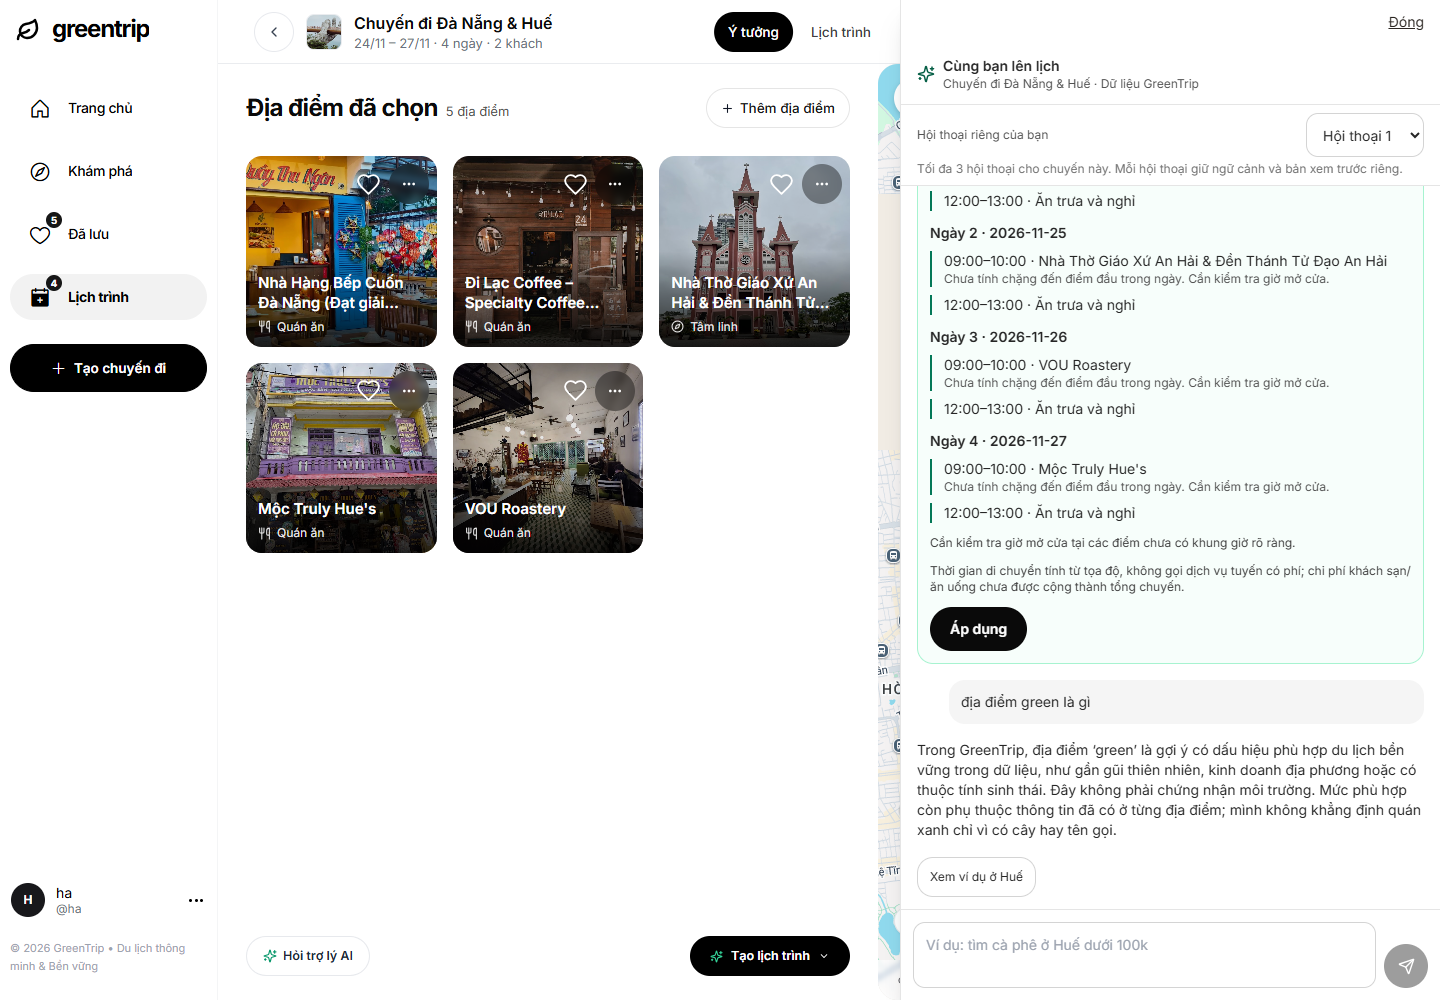 greentrip
Trang chủ
Khám phá
5
Đã lưu
4
Lịch trình
Tạo chuyến đi
H
ha
@ha
© 2026 GreenTrip • Du lịch thông
minh & Bền vững
Chuyến đi Đà Nẵng & Huế
24/11 – 27/11 · 4 ngày · 2 khách
Ý tưởng
Lịch trình
Địa điểm đã chọn
5 địa điểm
Thêm địa điểm
Nhà Hàng Bếp Cuốn
Đà Nẵng (Đạt giải...
Quán ăn
Đi Lạc Coffee –
Specialty Coffee...
Quán ăn
Nhà Thờ Giáo Xứ An
Hải & Đền Thánh Tử...
Tâm linh
Mộc Truly Hue's
Quán ăn
VOU Roastery
Quán ăn
Hỏi trợ lý AI
Tạo lịch trình
Đóng
Cùng bạn lên lịch
Chuyến đi Đà Nẵng & Huế · Dữ liệu GreenTrip
Hội thoại riêng của bạn
Hội thoại 1
Tối đa 3 hội thoại cho chuyến này. Mỗi hội thoại giữ ngữ cảnh và bản xem trước riêng.
12:00–13:00 · Ăn trưa và nghỉ
Ngày 2 · 2026-11-25
09:00–10:00 · Nhà Thờ Giáo Xứ An Hải & Đền Thánh Tử Đạo An Hải
Chưa tính chặng đến điểm đầu trong ngày. Cần kiểm tra giờ mở cửa.
12:00–13:00 · Ăn trưa và nghỉ
Ngày 3 · 2026-11-26
09:00–10:00 · VOU Roastery
Chưa tính chặng đến điểm đầu trong ngày. Cần kiểm tra giờ mở cửa.
12:00–13:00 · Ăn trưa và nghỉ
Ngày 4 · 2026-11-27
09:00–10:00 · Mộc Truly Hue's
Chưa tính chặng đến điểm đầu trong ngày. Cần kiểm tra giờ mở cửa.
12:00–13:00 · Ăn trưa và nghỉ
Cần kiểm tra giờ mở cửa tại các điểm chưa có khung giờ rõ ràng.
Thời gian di chuyển tính từ tọa độ, không gọi dịch vụ tuyến có phí; chi phí khách sạn/
ăn uống chưa được cộng thành tổng chuyến.
Áp dụng
địa điểm green là gì
Trong GreenTrip, địa điểm ‘green’ là gợi ý có dấu hiệu phù hợp du lịch bền
vững trong dữ liệu, như gần gũi thiên nhiên, kinh doanh địa phương hoặc có
thuộc tính sinh thái. Đây không phải chứng nhận môi trường. Mức phù hợp
còn phụ thuộc thông tin đã có ở từng địa điểm; mình không khẳng định quán
xanh chỉ vì có cây hay tên gọi.
Xem ví dụ ở Huế
Ví dụ: tìm cà phê ở Huế dưới 100k